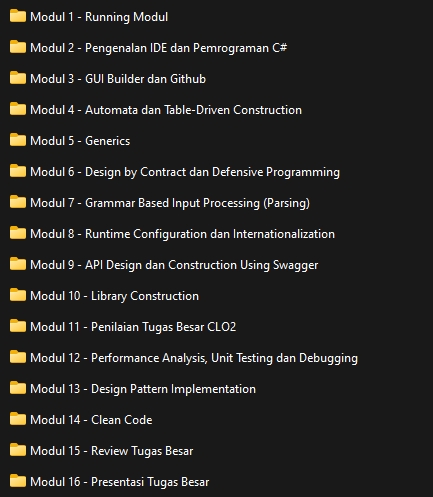 Modul 1 - Running Modul
Modul 2 - Pengenalan IDE dan Pemrograman C#
Modul 3 - GUI Builder dan Github
Modul 4 - Automata dan Table-Driven Construction
Modul 5 - Generics
Modul 6 - Design by Contract dan Defensive Programming
Modul 7 - Grammar Based Input Processing (Parsing)
Modul 8 - Runtime Configuration dan Internationalization
Modul 9 - API Design dan Construction Using Swagger
Modul 10 - Library Construction
Modul 11 - Penilaian Tugas Besar CLO2
Modul 12 - Performance Analysis, Unit Testing dan Debugging
Modul 13 - Design Pattern Implementation
Modul 14 - Clean Code
Modul 15 - Review Tugas Besar
Modul 16 - Presentasi Tugas Besar